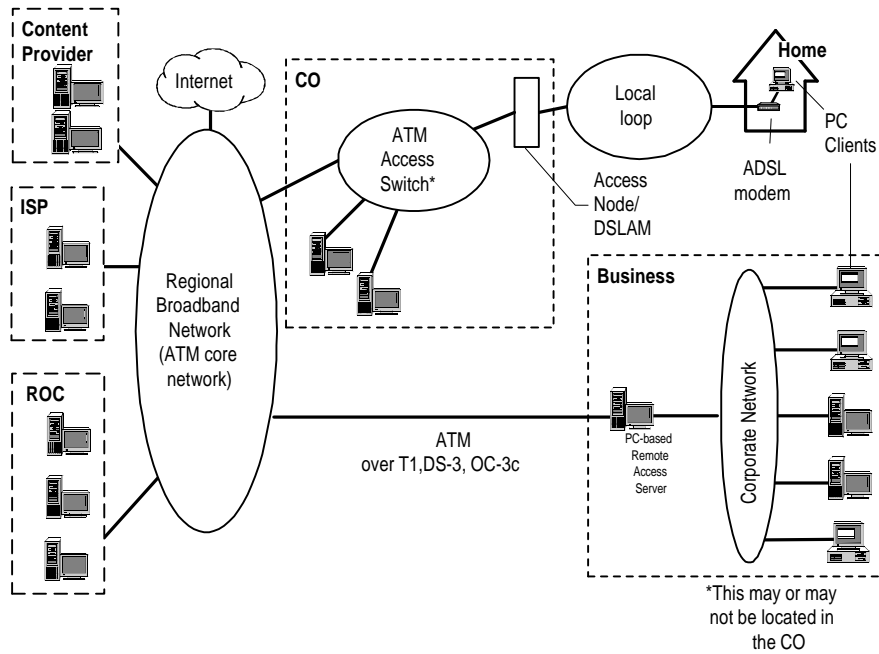 Content
Provider
Internet
CO
ATM
Access
Switch*
Local
loop
Home
PC
Clients
ADSL
modem
Access
Node/
DSLAM
ISP
Regional
Broadband
Network
(ATM core
network)
Business
ROC
ATM
over T1,DS-3, OC-3c
PC-based
Remote
Access
Server
Corporate Network
*This may or may
not be located in
the CO